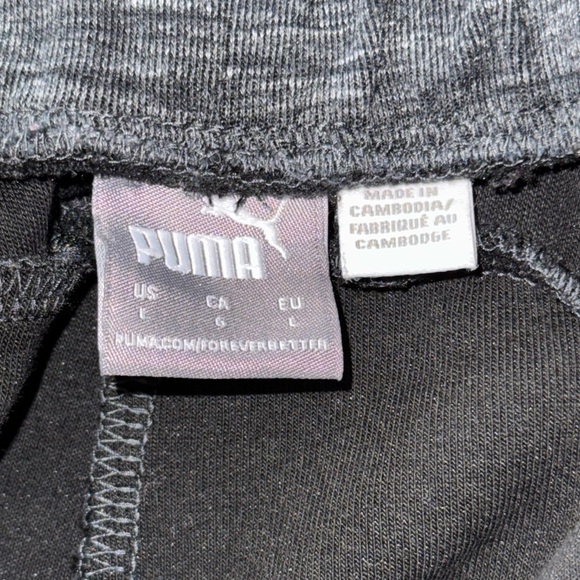 PUMA
US CA EU
L G L
PUMA.COM/FOREVERBETTER
MADE IN
CAMBODIA/
FABRIQUÉ AU
CAMBODGE